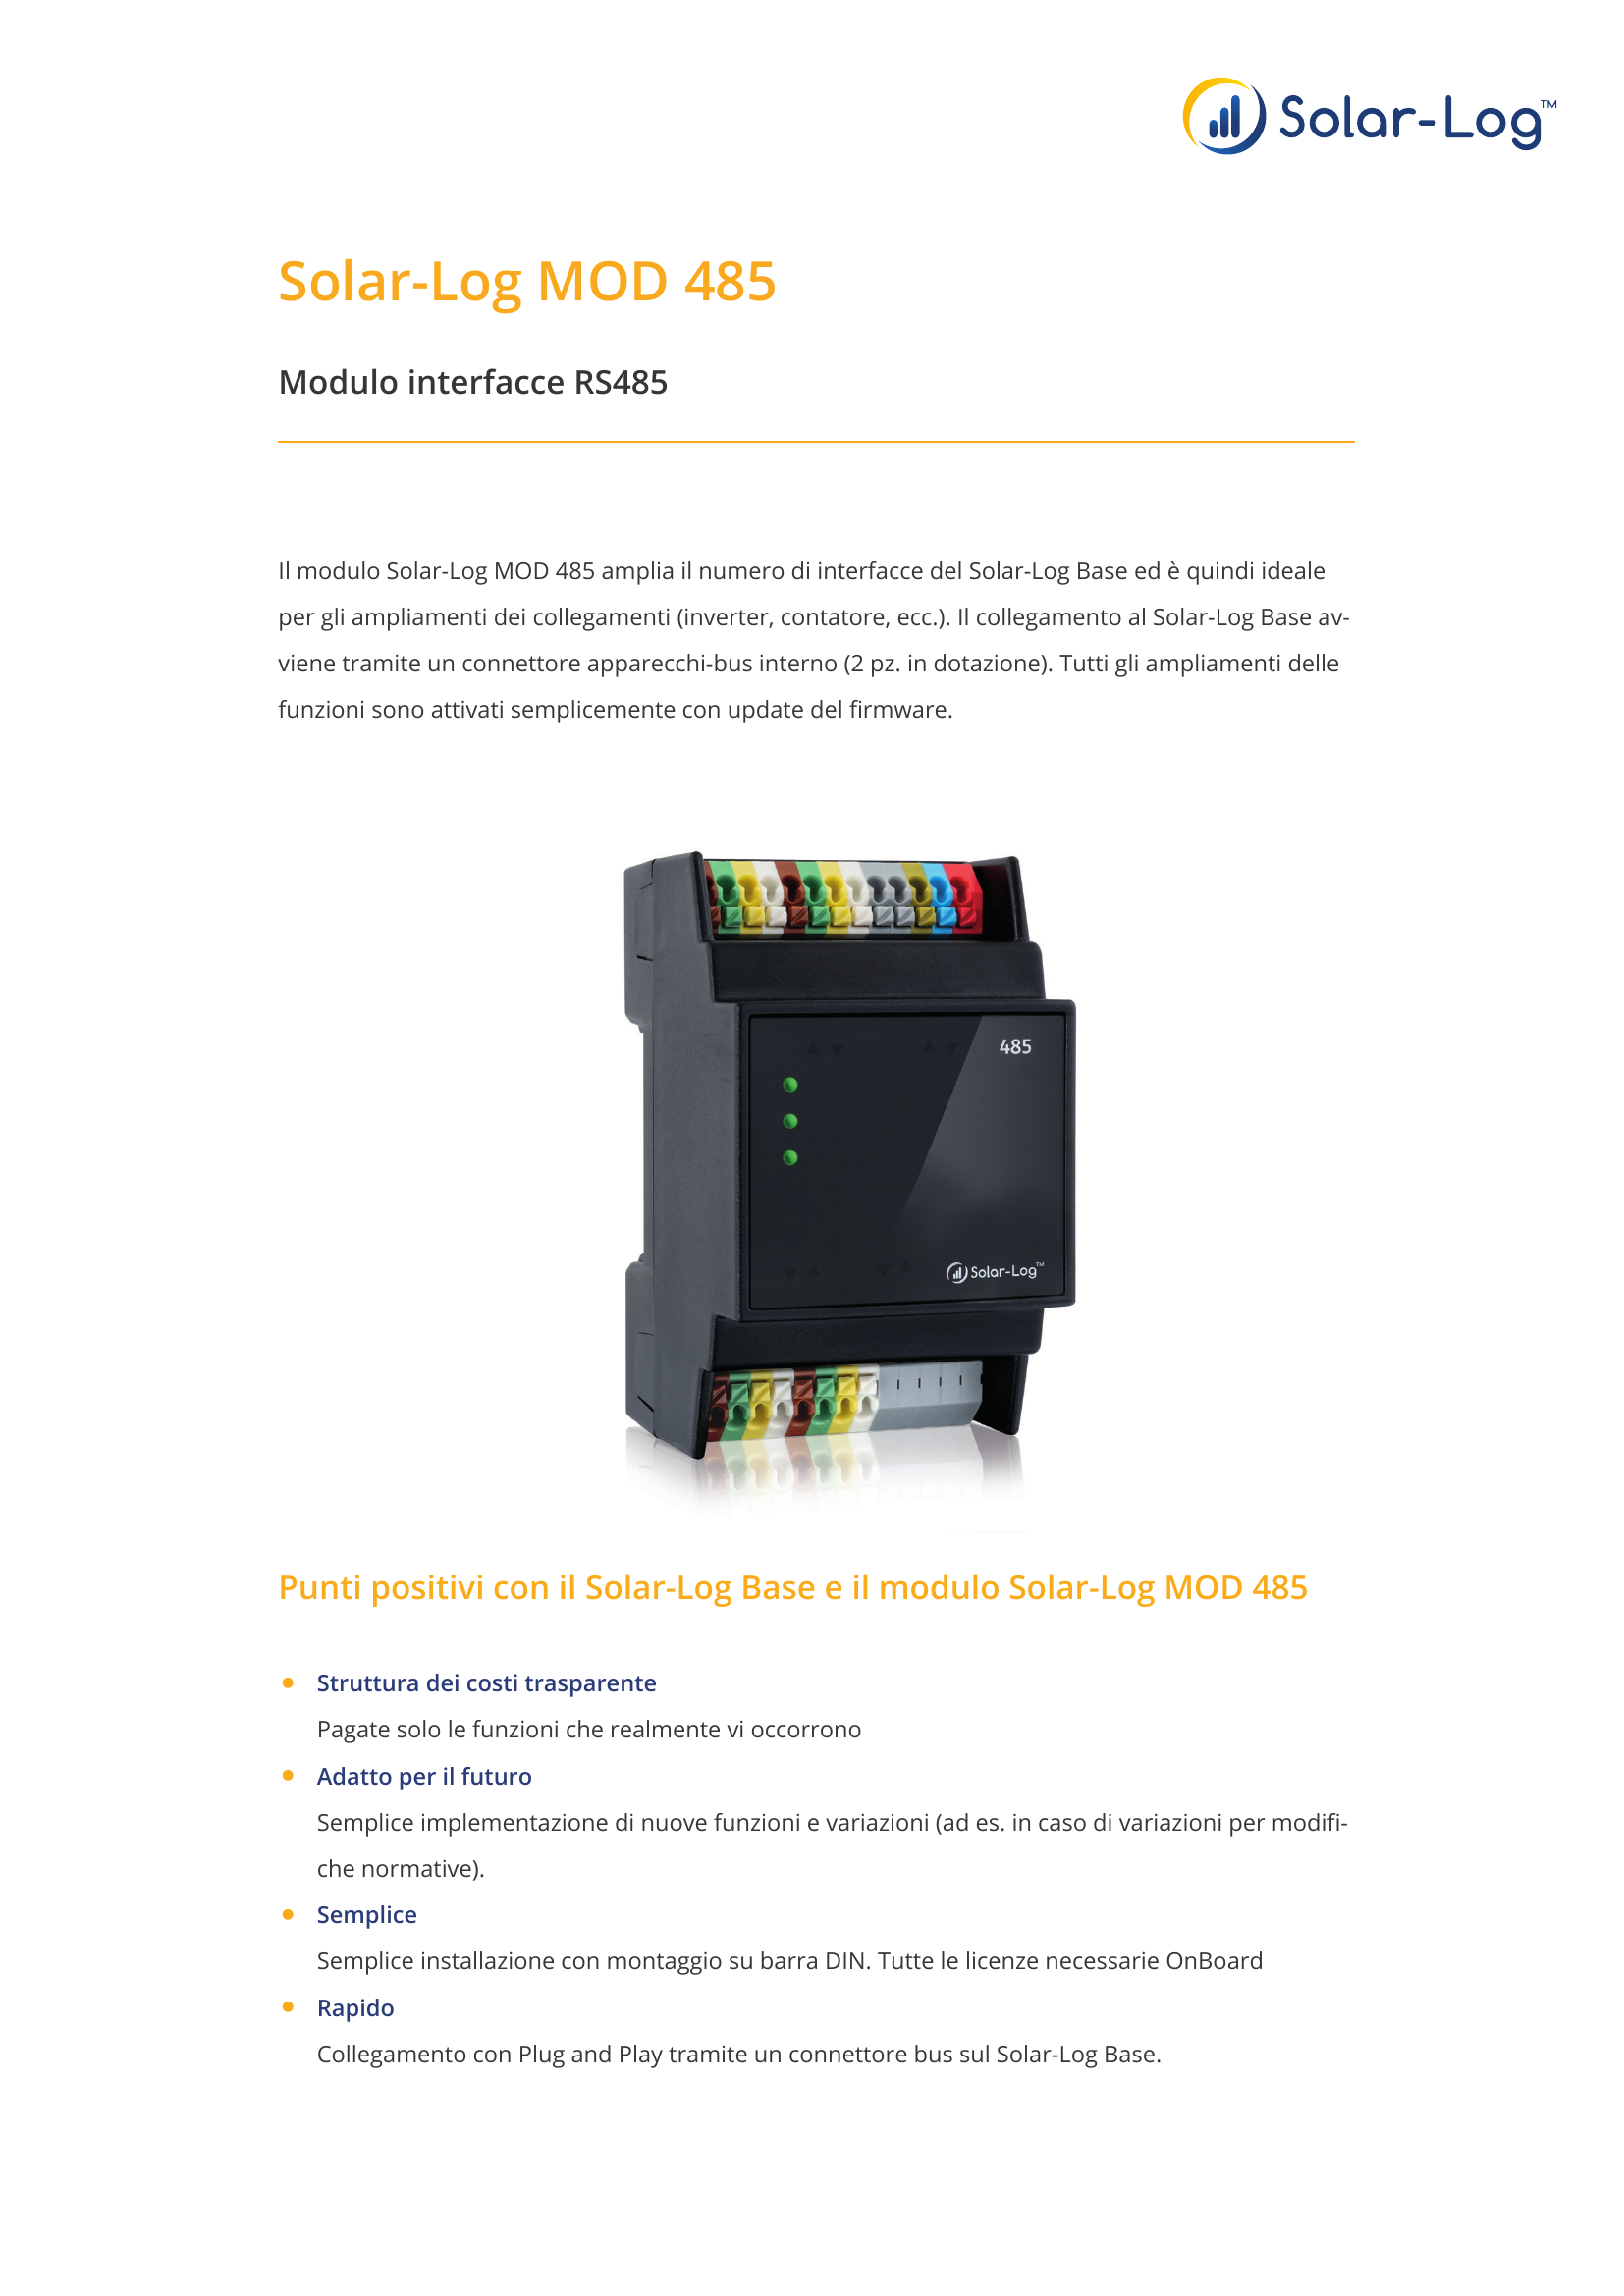 Solar-Log™
Solar-Log MOD 485
Modulo interfacce RS485
Il modulo Solar-Log MOD 485 amplia il numero di interfacce del Solar-Log Base ed è quindi ideale
per gli ampliamenti dei collegamenti (inverter, contatore, ecc.). Il collegamento al Solar-Log Base av-
viene tramite un connettore apparecchi-bus interno (2 pz. in dotazione). Tutti gli ampliamenti delle
funzioni sono attivati semplicemente con update del firmware.
485
Solar-Log™
Punti positivi con il Solar-Log Base e il modulo Solar-Log MOD 485
• Struttura dei costi trasparente
Pagate solo le funzioni che realmente vi occorrono
• Adatto per il futuro
Semplice implementazione di nuove funzioni e variazioni (ad es. in caso di variazioni per modifi-
che normative).
• Semplice
Semplice installazione con montaggio su barra DIN. Tutte le licenze necessarie OnBoard
• Rapido
Collegamento con Plug and Play tramite un connettore bus sul Solar-Log Base.